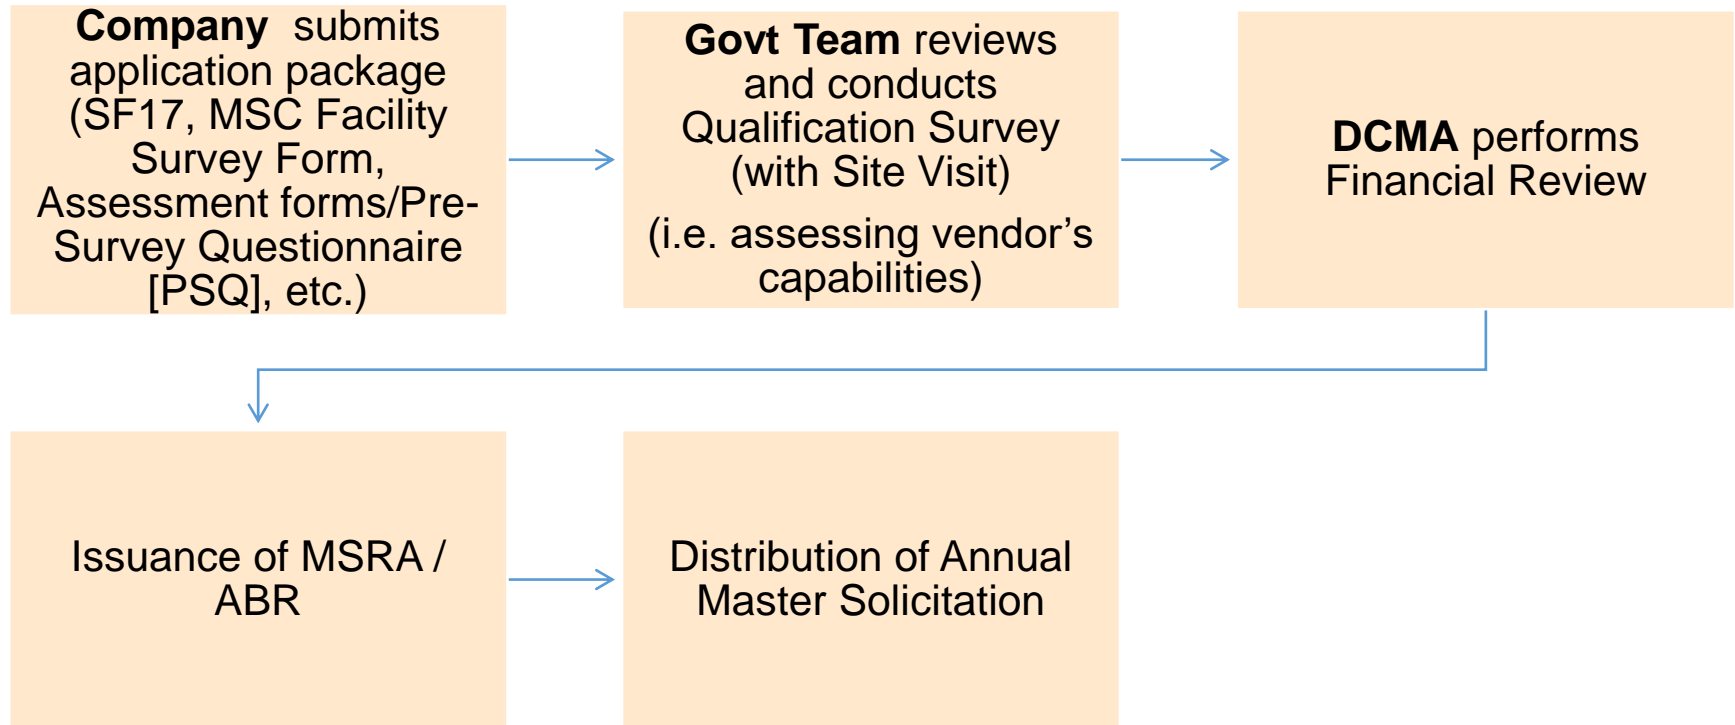 Company submits
application package
(SF17, MSC Facility
Survey Form,
Assessment forms/Pre-
Survey Questionnaire
[PSQ], etc.)
Govt Team reviews
and conducts
Qualification Survey
(with Site Visit)
(i.e. assessing vendor’s
capabilities)
DCMA performs
Financial Review
Issuance of MSRA /
ABR
Distribution of Annual
Master Solicitation